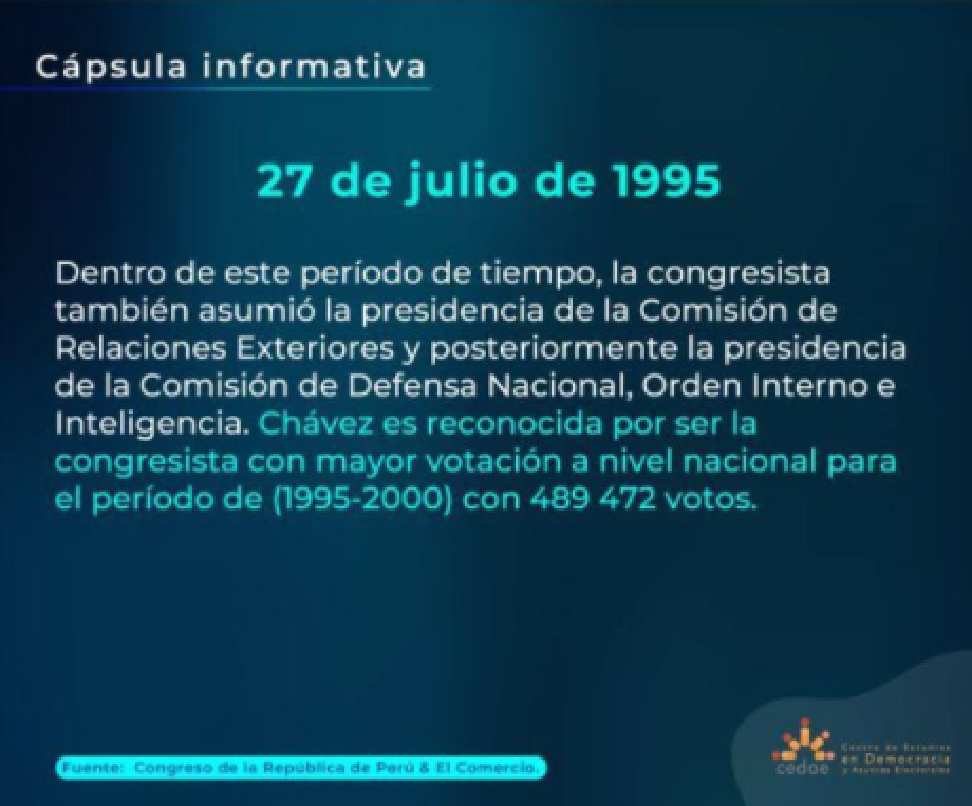 Cápsula informativa
27 de julio de 1995
Dentro de este período de tiempo, la congresista
también asumió la presidencia de la Comisión de
Relaciones Exteriores y posteriormente la presidencia
de la Comisión de Defensa Nacional, Orden Interno e
Inteligencia. Chávez es reconocida por ser la
congresista con mayor votación a nivel nacional para
el período de (1995-2000) con 489 472 votos.
Fuente: Congreso de la República de Perú & El Comercio.
cedae
Centro de Estudios
en Democracia
y Asuntos Electorales